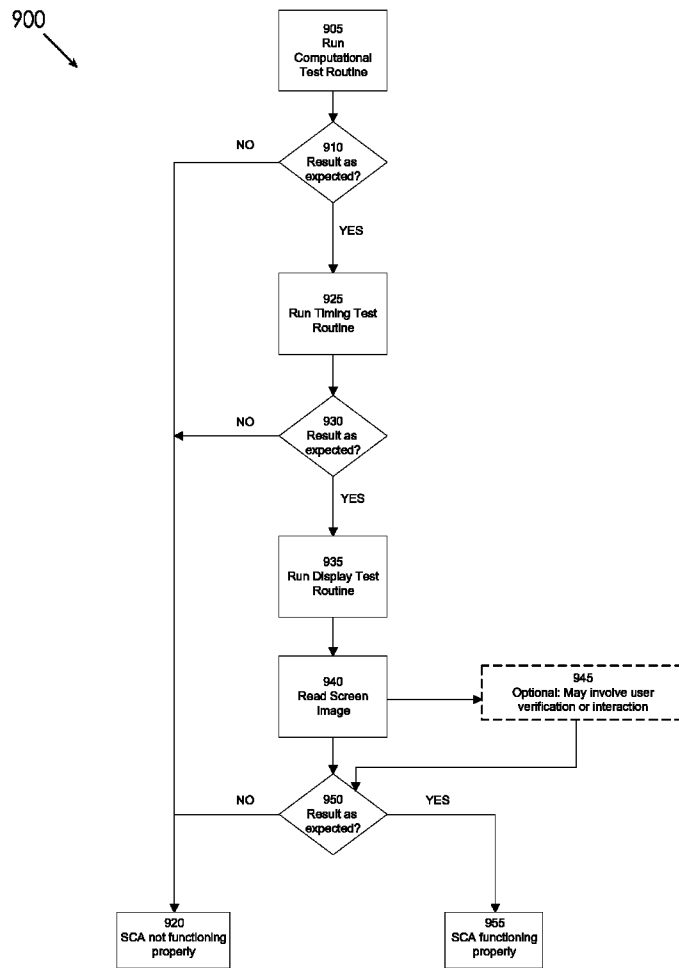 900
905
Run
Computational
Test Routine
NO
910
Result as
expected?
YES
925
Run Timing Test
Routine
NO
930
Result as
expected?
YES
935
Run Display Test
Routine
940
Read Screen
Image
945
Optional: May involve user
verification or interaction
NO
950
Result as
expected?
YES
920
SCA not functioning
properly
955
SCA functioning
properly